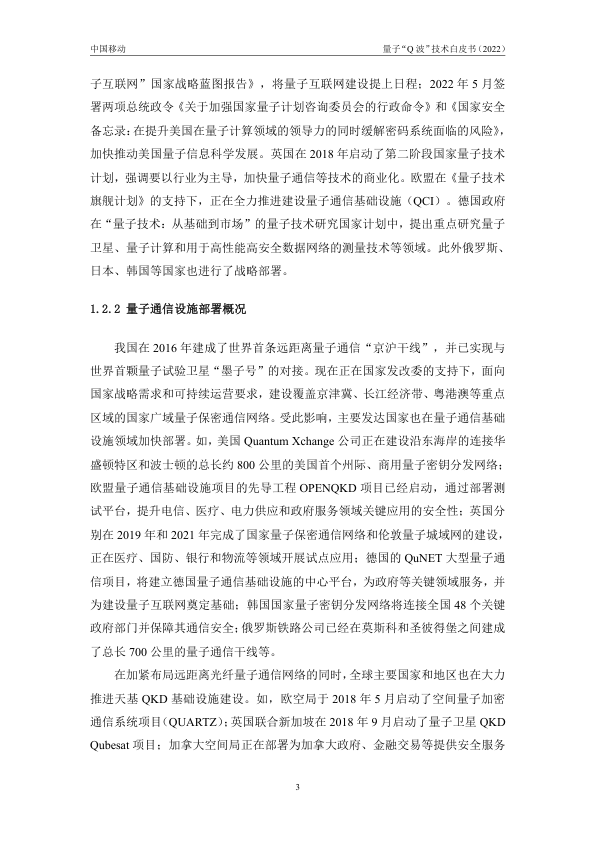 中国移动
量子“Q 波”技术白皮书（2022）
子互联网”国家战略蓝图报告》，将量子互联网建设提上日程；2022 年 5 月签
署两项总统政令《关于加强国家量子计划咨询委员会的行政命令》和《国家安全
备忘录：在提升美国在量子计算领域的领导力的同时缓解密码系统面临的风险》，
加快推动美国量子信息科学发展。英国在 2018 年启动了第二阶段国家量子技术
计划，强调要以行业为主导，加快量子通信等技术的商业化。欧盟在《量子技术
旗舰计划》的支持下，正在全力推进建设量子通信基础设施（QCI）。德国政府
在“量子技术：从基础到市场”的量子技术研究国家计划中，提出重点研究量子
卫星、量子计算和用于高性能高安全数据网络的测量技术等领域。此外俄罗斯、
日本、韩国等国家也进行了战略部署。
1.2.2 量子通信设施部署概况
我国在 2016 年建成了世界首条远距离量子通信“京沪干线”，并已实现与
世界首颗量子试验卫星“墨子号”的对接。现在正在国家发改委的支持下，面向
国家战略需求和可持续运营要求，建设覆盖京津冀、长江经济带、粤港澳等重点
区域的国家广域量子保密通信网络。受此影响，主要发达国家也在量子通信基础
设施领域加快部署。如，美国 Quantum Xchange 公司正在建设沿东海岸的连接华
盛顿特区和波士顿的总长约 800 公里的美国首个州际、商用量子密钥分发网络；
欧盟量子通信基础设施项目的先导工程 OPENQKD 项目已经启动，通过部署测
试平台，提升电信、医疗、电力供应和政府服务领域关键应用的安全性；英国分
别在 2019 年和 2021 年完成了国家量子保密通信网络和伦敦量子城域网的建设，
正在医疗、国防、银行和物流等领域开展试点应用；德国的 QuNET 大型量子通
信项目，将建立德国量子通信基础设施的中心平台，为政府等关键领域服务，并
为建设量子互联网奠定基础；韩国国家量子密钥分发网络将连接全国 48 个关键
政府部门并保障其通信安全；俄罗斯铁路公司已经在莫斯科和圣彼得堡之间建成
了总长 700 公里的量子通信干线等。
在加紧布局远距离光纤量子通信网络的同时，全球主要国家和地区也在大力
推进天基 QKD 基础设施建设。如，欧空局于 2018 年 5 月启动了空间量子加密
通信系统项目（QUARTZ）；英国联合新加坡在 2018 年 9 月启动了量子卫星 QKD
Qubesat 项目；加拿大空间局正在部署为加拿大政府、金融交易等提供安全服务
3